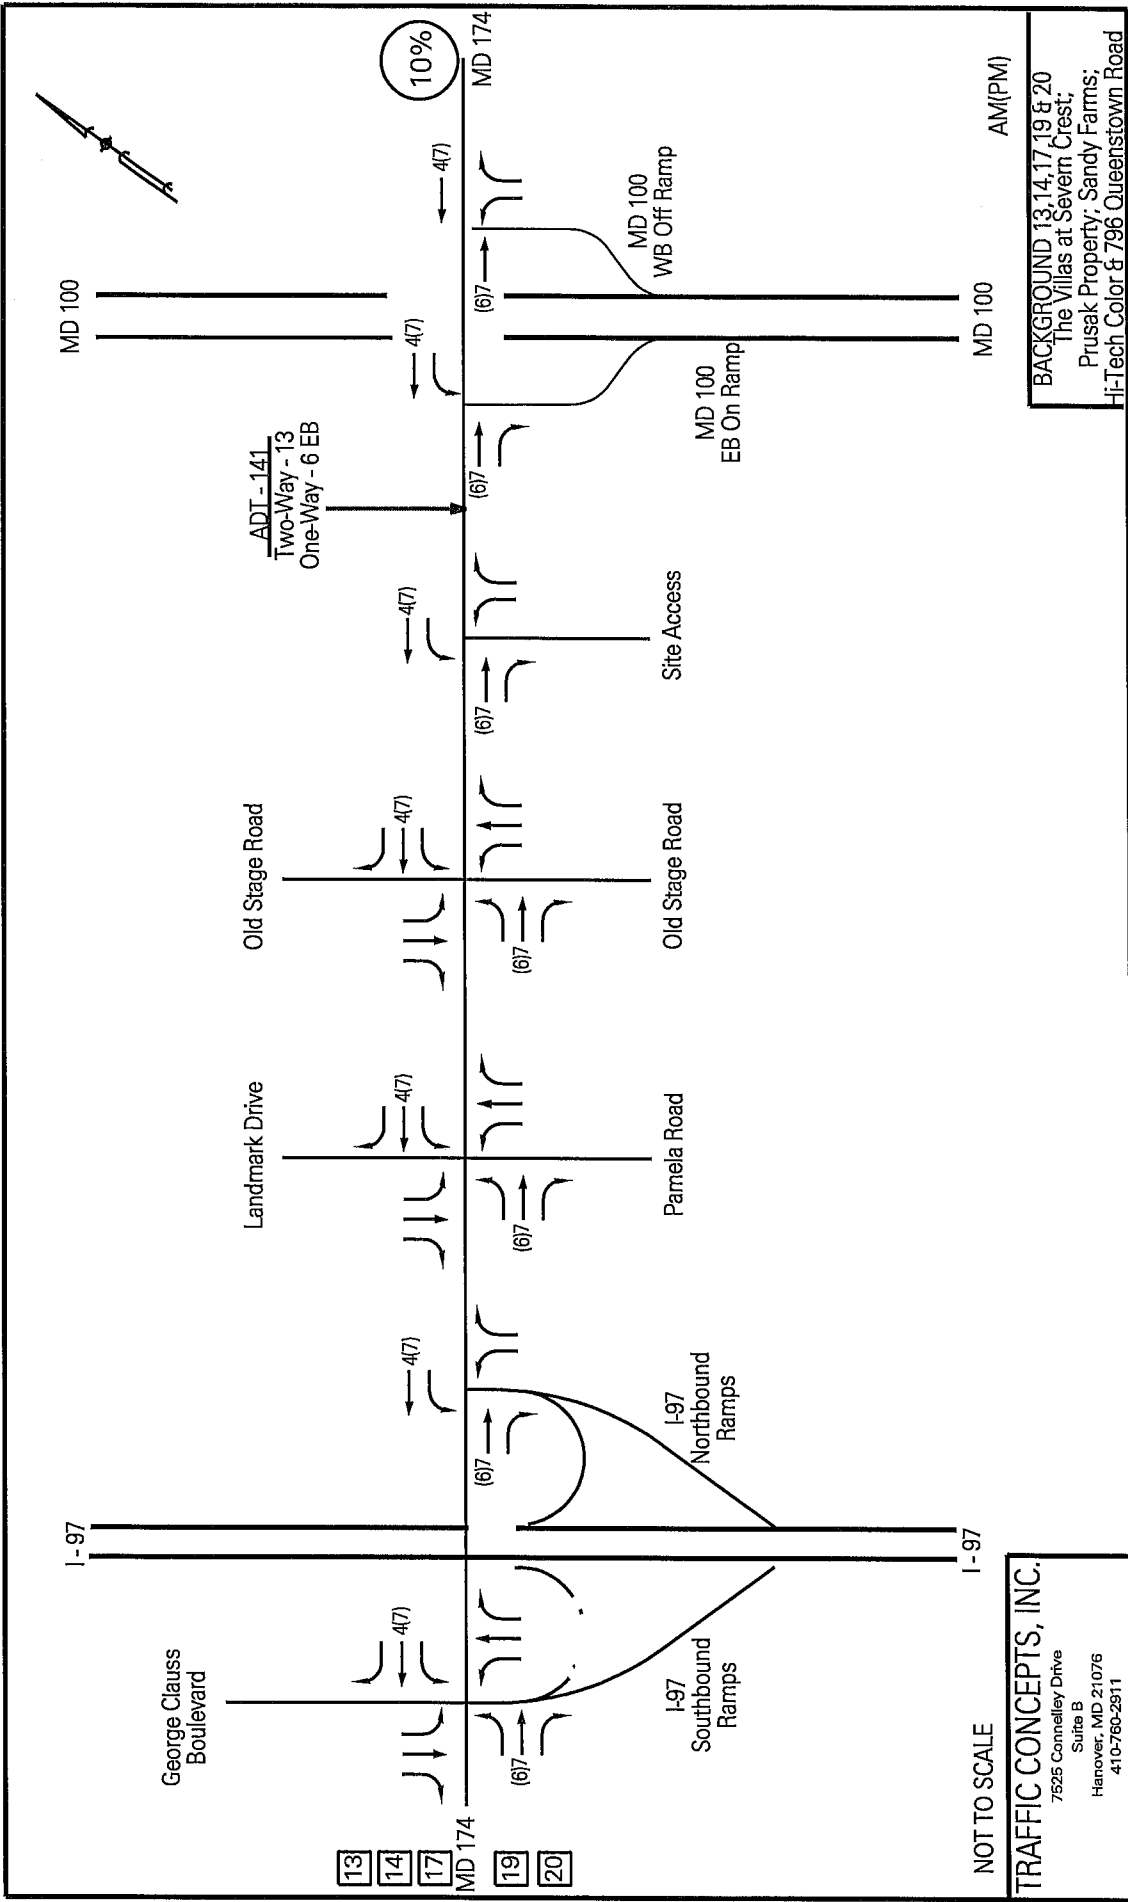 10%
MD 174
4(7)
(6)7
MD 100
WB Off Ramp
MD 100
MD 100
4(7)
(6)7
MD 100
EB On Ramp
ADT - 141
Two-Way - 13
One-Way - 6 EB
4(7)
(6)7
Site Access
Old Stage Road
4(7)
(6)7
Old Stage Road
Landmark Drive
4(7)
(6)7
Pamela Road
4(7)
(6)7
I-97
Northbound
Ramps
I - 97
I - 97
George Clauss
Boulevard
4(7)
(6)7
I-97
Southbound
Ramps
13
14
17
MD 174
19
20
AM(PM)
BACKGROUND 13,14,17,19 & 20
The Villas at Severn Crest;
Prusak Property; Sandy Farms;
Hi-Tech Color & 796 Queenstown Road
NOT TO SCALE
TRAFFIC CONCEPTS, INC.
7525 Connelley Drive
Suite B
Hanover, MD 21076
410-760-2911